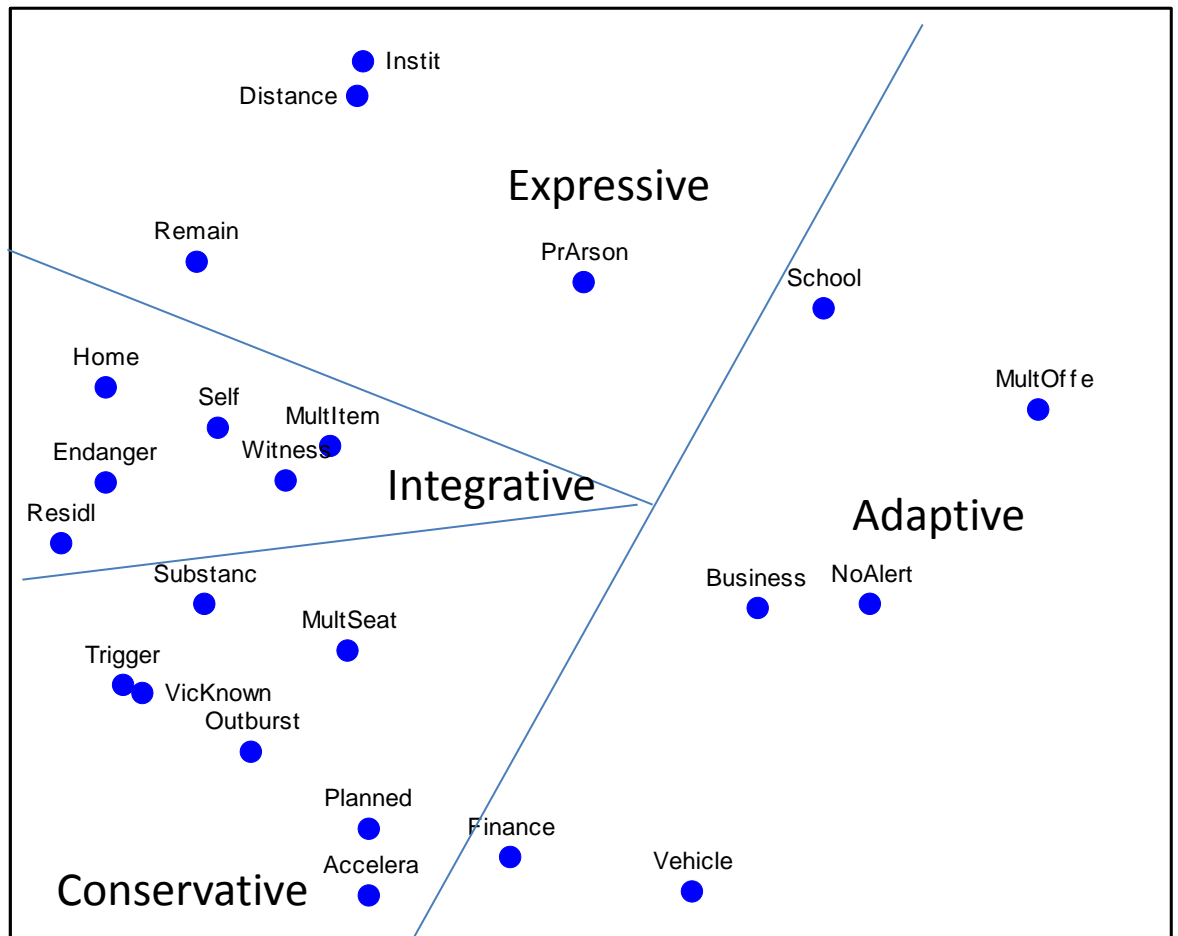 Instit
Distance
Expressive
Remain
PrArson
School
Home
MultOffe
Self
MultItem
Witness
Endanger
Integrative
Residl
Adaptive
Substanc
Business
NoAlert
MultSeat
Trigger
VicKnown
Outburst
Planned
Finance
Accelera
Vehicle
Conservative